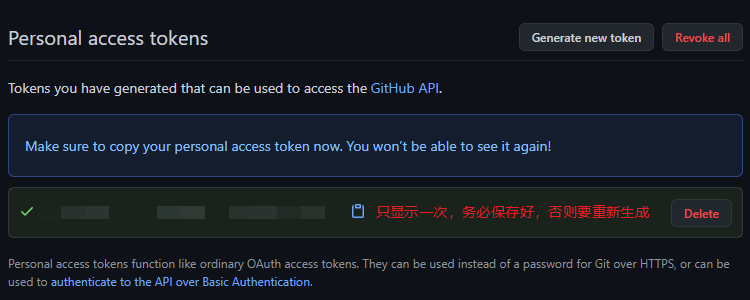 Personal access tokens
Generate new token
Revoke all
Tokens you have generated that can be used to access the GitHub API.
Make sure to copy your personal access token now. You won't be able to see it again!
只显示一次，务必保存好，否则要重新生成
Delete
Personal access tokens function like ordinary OAuth access tokens. They can be used instead of a password for Git over HTTPS, or can be
used to authenticate to the API over Basic Authentication.